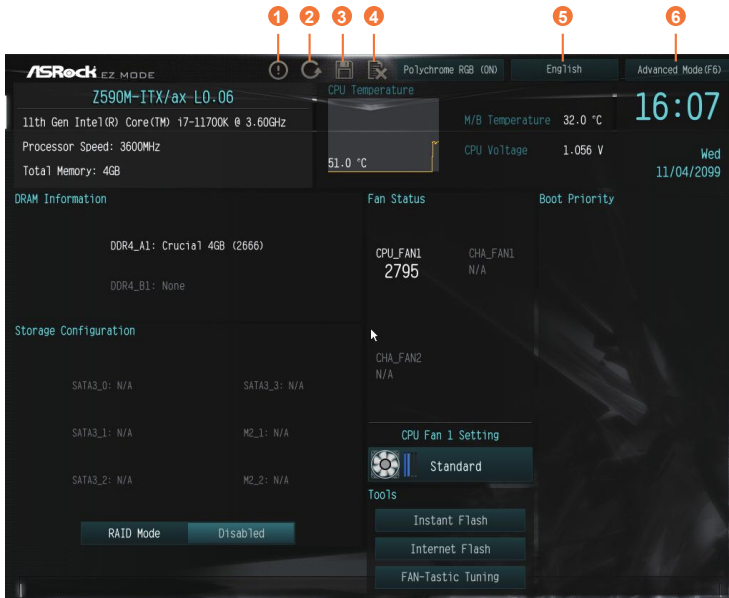 1 2 3 4 5 6
ASRock EZ MODE
Polychrome RGB (ON)
English
Advanced Mode(F6)
Z590M-ITX/ax L0.06
11th Gen Intel(R) Core(TM) i7-11700K @ 3.60GHz
Processor Speed: 3600MHz
Total Memory: 4GB
CPU Temperature
51.0 °C
M/B Temperature 32.0 °C
CPU Voltage 1.056 V
16:07
Wed
11/04/2099
DRAM Information
DDR4_A1: Crucial 4GB (2666)
DDR4_B1: None
Fan Status
CPU_FAN1
2795
CHA_FAN1
N/A
CHA_FAN2
N/A
Boot Priority
Storage Configuration
SATA3_0: N/A
SATA3_3: N/A
SATA3_1: N/A
M2_1: N/A
SATA3_2: N/A
M2_2: N/A
RAID Mode
Disabled
CPU Fan 1 Setting
Standard
Tools
Instant Flash
Internet Flash
FAN-Tastic Tuning